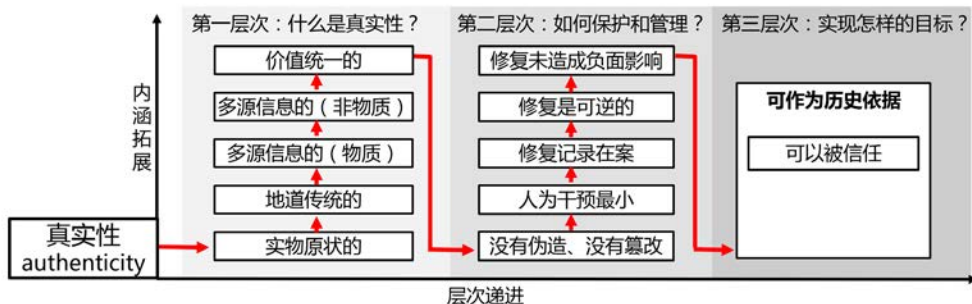 第一层次：什么是真实性？
价值统一的
多源信息的（非物质）
多源信息的（物质）
地道传统的
实物原状的
第二层次：如何保护和管理？
修复未造成负面影响
修复是可逆的
修复记录在案
人为干预最小
没有伪造、没有篡改
第三层次：实现怎样的目标？
可作为历史依据
可以被信任
内涵拓展
真实性
authenticity
层次递进